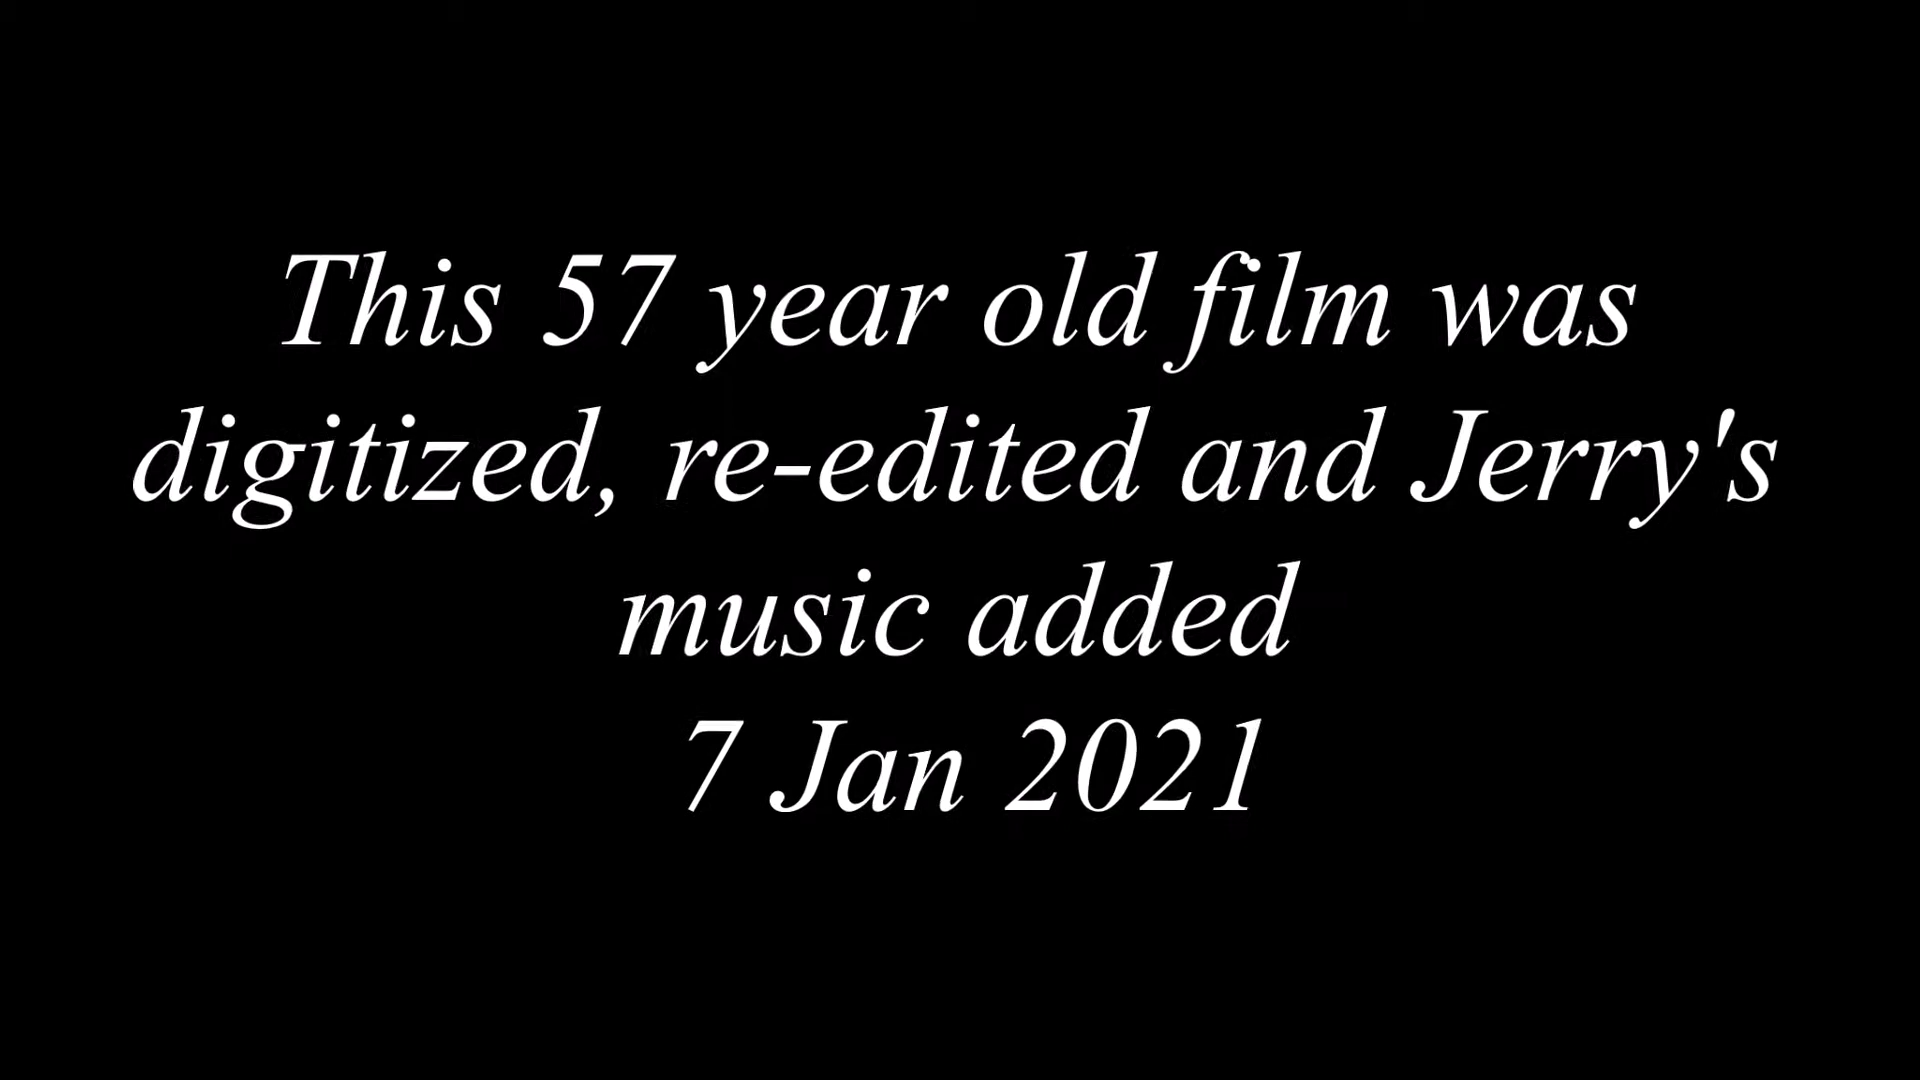 This 57 year old film was
digitized, re-edited and Jerry's
music added
7 Jan 2021